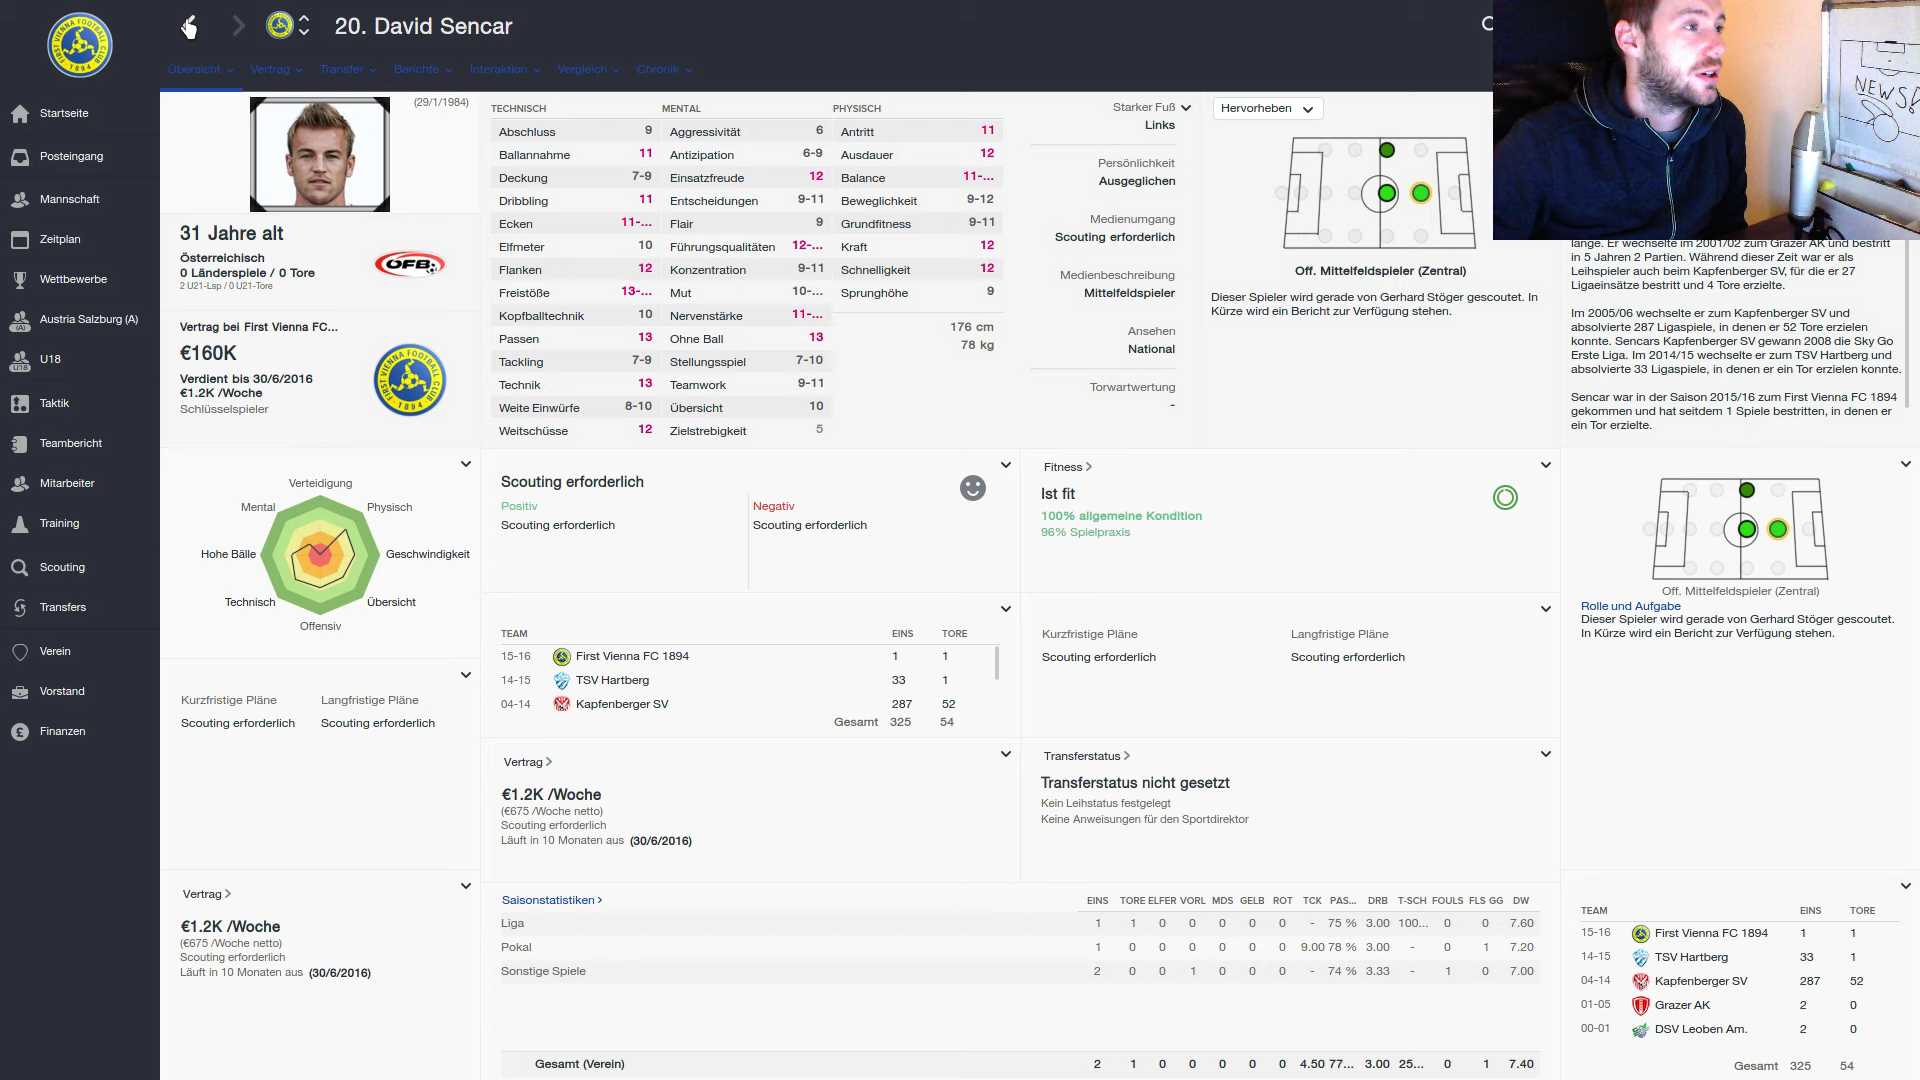 20. David Sencar
Übersicht
Vertrag
Transfer
Berichte
Interaktion
Vergleich
Chronik
Startseite
Posteingang
Mannschaft
Zeitplan
Wettbewerbe
Austria Salzburg (A)
U18
Taktik
Teambericht
Mitarbeiter
Training
Scouting
Transfers
Verein
Vorstand
Finanzen
(29/1/1984)
31 Jahre alt
Österreichisch
0 Länderspiele / 0 Tore
2 U21-Lsp / 0 U21-Tore
ÖFB
Vertrag bei First Vienna FC...
€160K
Verdient bis 30/6/2016
€1.2K /Woche
Schlüsselspieler
TECHNISCH
Abschluss 9
Ballannahme 11
Deckung 7-9
Dribbling 11
Ecken 11-...
Elfmeter 10
Flanken 12
Freistöße 13-...
Kopfballtechnik 10
Passen 13
Tackling 7-9
Technik 13
Weite Einwürfe 8-10
Weitschüsse 12
MENTAL
Aggressivität 6
Antizipation 6-9
Einsatzfreude 12
Entscheidungen 9-11
Flair 9
Führungsqualitäten 12-...
Konzentration 9-11
Mut 10-...
Nervenstärke 11-...
Ohne Ball 13
Stellungsspiel 7-10
Teamwork 9-11
Übersicht 10
Zielstrebigkeit 5
PHYSISCH
Antritt 11
Ausdauer 12
Balance 11-...
Beweglichkeit 9-12
Grundfitness 9-11
Kraft 12
Schnelligkeit 12
Sprunghöhe 9
176 cm
78 kg
Starker Fuß
Links
Persönlichkeit
Ausgeglichen
Medienumgang
Scouting erforderlich
Medienbeschreibung
Mittelfeldspieler
Ansehen
National
Torwartwertung
-
Hervorheben
Off. Mittelfeldspieler (Zentral)
Dieser Spieler wird gerade von Gerhard Stöger gescoutet. In
Kürze wird ein Bericht zur Verfügung stehen.
NEWS!
lange. Er wechselte im 2001/02 zum Grazer AK und bestritt
in 5 Jahren 2 Partien. Während dieser Zeit war er als
Leihspieler auch beim Kapfenberger SV, für die er 27
Ligaeinsätze bestritt und 4 Tore erzielte.
Im 2005/06 wechselte er zum Kapfenberger SV und
absolvierte 287 Ligaspiele, in denen er 52 Tore erzielen
konnte. Sencars Kapfenberger SV gewann 2008 die Sky Go
Erste Liga. Im 2014/15 wechselte er zum TSV Hartberg und
absolvierte 33 Ligaspiele, in denen er ein Tor erzielen konnte.
Sencar war in der Saison 2015/16 zum First Vienna FC 1894
gekommen und hat seitdem 1 Spiele bestritten, in denen er
ein Tor erzielte.
Verteidigung
Mental
Physisch
Hohe Bälle
Geschwindigkeit
Technisch
Übersicht
Offensiv
Kurzfristige Pläne
Scouting erforderlich
Langfristige Pläne
Scouting erforderlich
Vertrag
€1.2K /Woche
(€675 /Woche netto)
Scouting erforderlich
Läuft in 10 Monaten aus (30/6/2016)
Scouting erforderlich
Positiv
Scouting erforderlich
Negativ
Scouting erforderlich
TEAM EINS TORE
15-16 First Vienna FC 1894 1 1
14-15 TSV Hartberg 33 1
04-14 Kapfenberger SV 287 52
Gesamt 325 54
Vertrag
€1.2K /Woche
(€675 /Woche netto)
Scouting erforderlich
Läuft in 10 Monaten aus (30/6/2016)
Fitness
Ist fit
100% allgemeine Kondition
96% Spielpraxis
Kurzfristige Pläne
Scouting erforderlich
Langfristige Pläne
Scouting erforderlich
Transferstatus
Transferstatus nicht gesetzt
Kein Leihstatus festgelegt
Keine Anweisungen für den Sportdirektor
Saisonstatistiken EINS TORE ELFER VORL MDS GELB ROT TCK PAS... DRB T-SCH FOULS FLS GG DW
Liga 1 1 0 0 0 0 0 - 75 % 3.00 100... 0 0 7.60
Pokal 1 0 0 0 0 0 0 9.00 78 % 3.00 - 0 1 7.20
Sonstige Spiele 2 0 0 1 0 0 0 - 74 % 3.33 - 1 0 7.00
Gesamt (Verein) 2 1 0 0 0 0 0 4.50 77... 3.00 25... 0 1 7.40
Off. Mittelfeldspieler (Zentral)
Rolle und Aufgabe
Dieser Spieler wird gerade von Gerhard Stöger gescoutet.
In Kürze wird ein Bericht zur Verfügung stehen.
TEAM EINS TORE
15-16 First Vienna FC 1894 1 1
14-15 TSV Hartberg 33 1
04-14 Kapfenberger SV 287 52
01-05 Grazer AK 2 0
00-01 DSV Leoben Am. 2 0
Gesamt 325 54